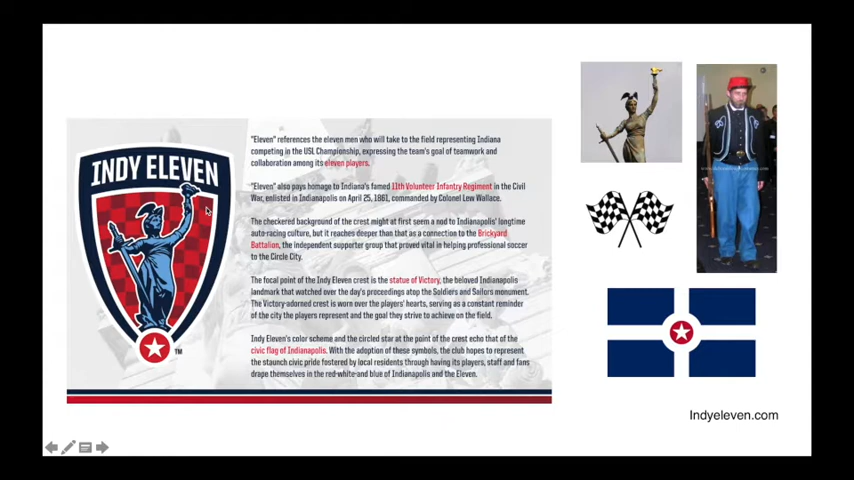 INDY ELEVEN
TM
"Eleven" references the eleven men who will take to the field representing Indiana
competing in the USL Championship, expressing the team's goal of teamwork and
collaboration among its eleven players.
"Eleven" also pays homage to Indiana's famed 11th Volunteer Infantry Regiment in the Civil
War, enlisted in Indianapolis on April 25, 1861, commanded by Colonel Lew Wallace.
The checkered background of the crest might at first seem a nod to Indianapolis' longtime
auto-racing culture, but it reaches deeper than that as a connection to the Brickyard
Battalion, the independent supporter group that proved vital in helping professional soccer
to the Circle City.
The focal point of the Indy Eleven crest is the statue of Victory, the beloved Indianapolis
landmark that watched over the day's proceedings atop the Soldiers and Sailors monument.
The Victory-adorned crest is worn over the players' hearts, serving as a constant reminder
of the city the players represent and the goal they strive to achieve on the field.
Indy Eleven's color scheme and the circled star at the point of the crest echo that of the
civic flag of Indianapolis. With the adoption of these symbols, the club hopes to represent
the staunch civic pride fostered by local residents through having its players, staff and fans
drape themselves in the red-white-and blue of Indianapolis and the Eleven.
Indyeleven.com